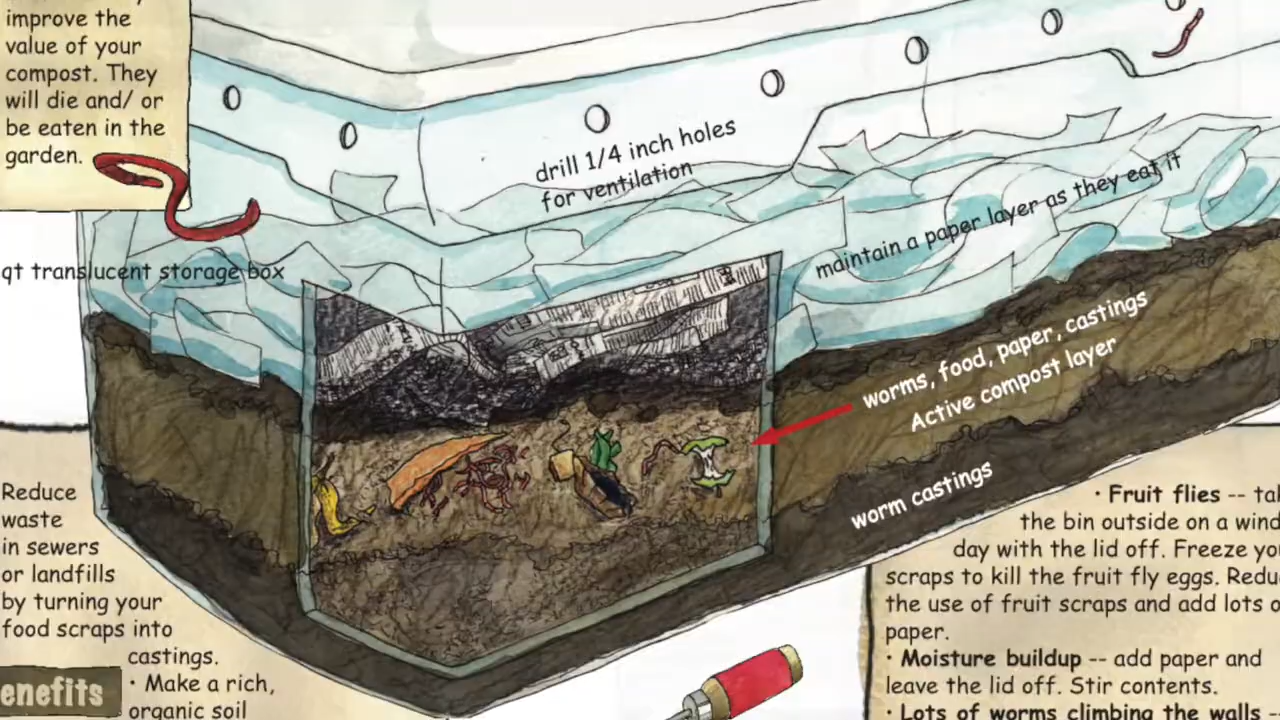 improve the
value of your
compost. They
will die and/ or
be eaten in the
garden.
drill 1/4 inch holes
for ventilation
maintain a paper layer as they eat it
qt translucent storage box
worms, food, paper, castings
Active compost layer
worm castings
Reduce
waste
in sewers
or landfills
by turning your
food scraps into
castings.
· Make a rich,
organic soil
enefits
· Fruit flies -- tak
the bin outside on a wind
day with the lid off. Freeze yo
scraps to kill the fruit fly eggs. Redu
the use of fruit scraps and add lots o
paper.
· Moisture buildup -- add paper and
leave the lid off. Stir contents.
· Lots of worms climbing the walls --